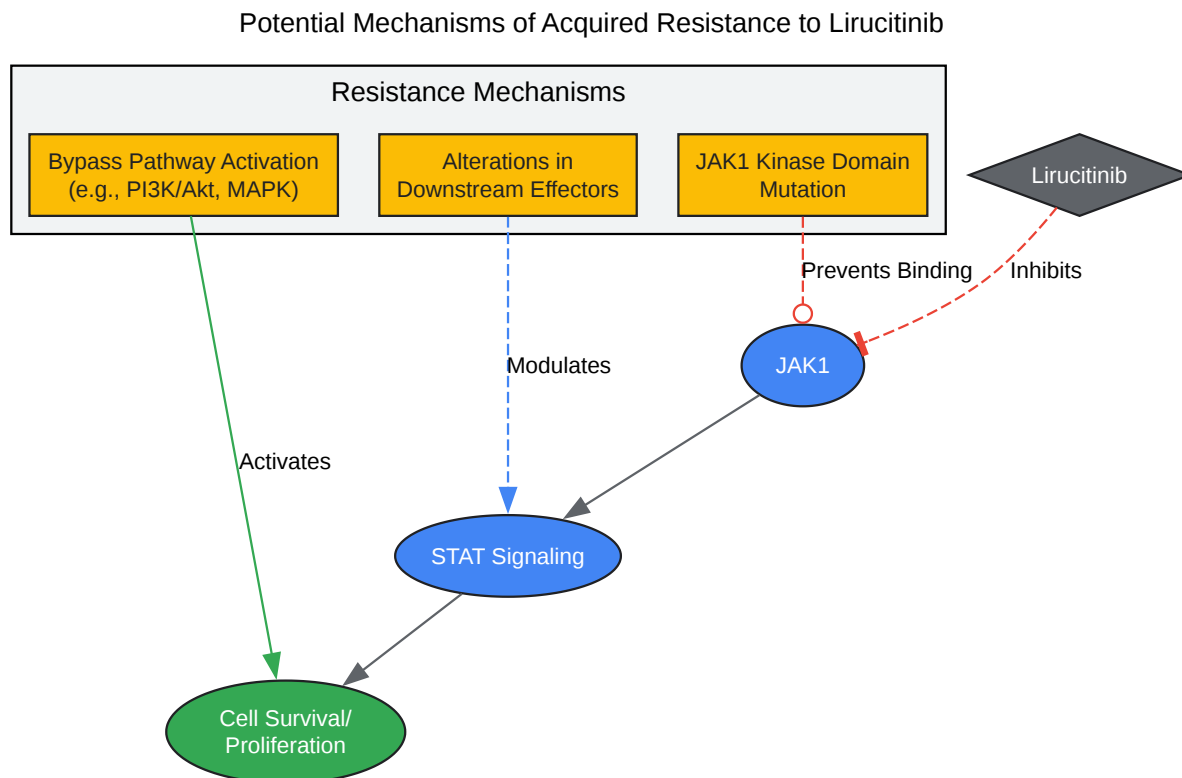 Potential Mechanisms of Acquired Resistance to Lirucitinib
Resistance Mechanisms
Bypass Pathway Activation
(e.g., PI3K/Akt, MAPK)
Alterations in
Downstream Effectors
JAK1 Kinase Domain
Mutation
Lirucitinib
Prevents Binding
Inhibits
JAK1
Modulates
Activates
STAT Signaling
Cell Survival/
Proliferation